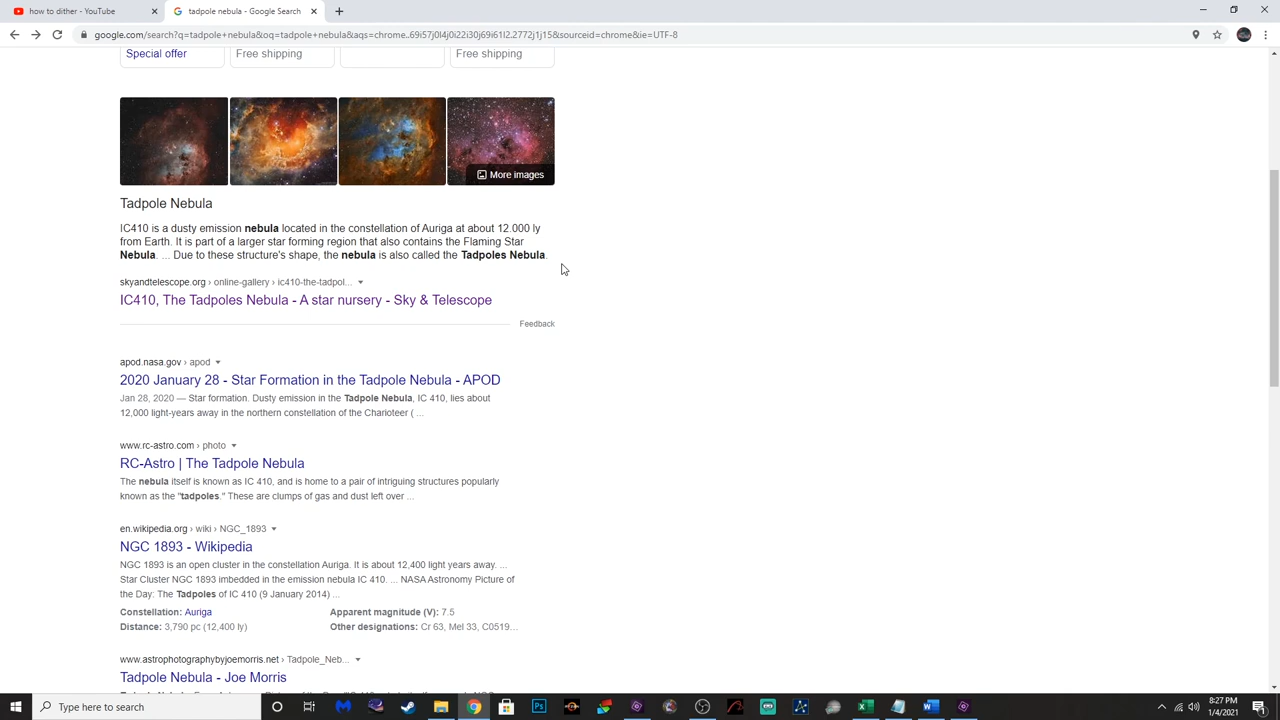 how to dither - YouTube
tadpole nebula - Google Search
google.com/search?q=tadpole+nebula&oq=tadpole+nebula&aqs=chrome..69i57j0l4j0i22i30j69i61l2.2772j1j15&sourceid=chrome&ie=UTF-8
Special offer
Free shipping
Free shipping
More images
Tadpole Nebula
IC410 is a dusty emission nebula located in the constellation of Auriga at about 12.000 ly
from Earth. It is part of a larger star forming region that also contains the Flaming Star
Nebula. ... Due to these structure's shape, the nebula is also called the Tadpoles Nebula.
skyandtelescope.org › online-gallery › ic410-the-tadpol...
IC410, The Tadpoles Nebula - A star nursery - Sky & Telescope
Feedback
apod.nasa.gov › apod
2020 January 28 - Star Formation in the Tadpole Nebula - APOD
Jan 28, 2020 — Star formation. Dusty emission in the Tadpole Nebula, IC 410, lies about
12,000 light-years away in the northern constellation of the Charioteer ( ...
www.rc-astro.com › photo
RC-Astro | The Tadpole Nebula
The nebula itself is known as IC 410, and is home to a pair of intriguing structures popularly
known as the "tadpoles." These are clumps of gas and dust left over ...
en.wikipedia.org › wiki › NGC_1893
NGC 1893 - Wikipedia
NGC 1893 is an open cluster in the constellation Auriga. It is about 12,400 light years away. ...
Star Cluster NGC 1893 imbedded in the emission nebula IC 410. ... NASA Astronomy Picture of
the Day: The Tadpoles of IC 410 (9 January 2014) ...
Constellation: Auriga
Apparent magnitude (V): 7.5
Distance: 3,790 pc (12,400 ly)
Other designations: Cr 63, Mel 33, C0519...
www.astrophotographybyjoemorris.net › Tadpole_Neb...
Tadpole Nebula - Joe Morris
Type here to search
8:27 PM
1/4/2021